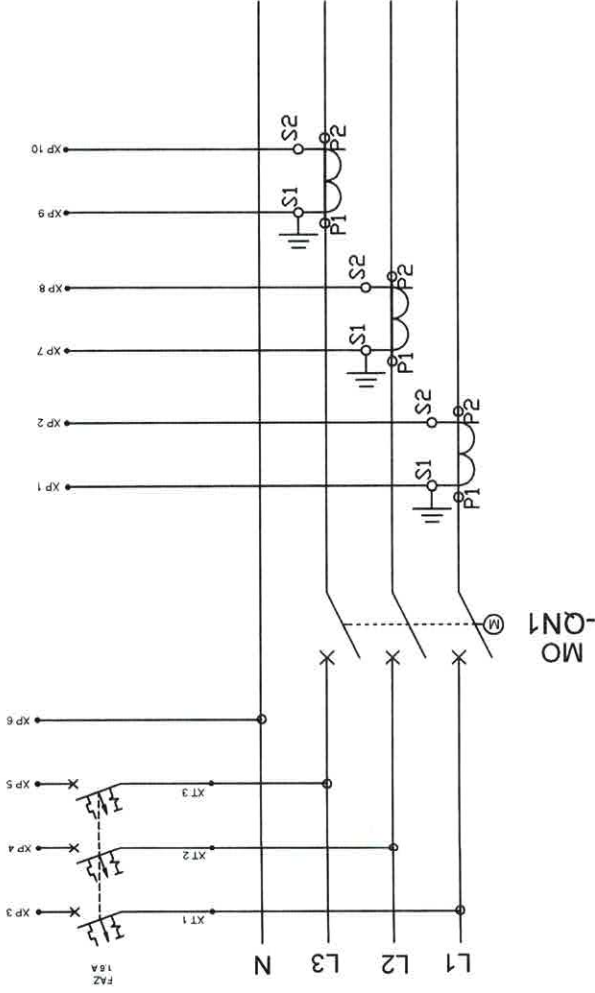 FAZ
1.6A
L1 L2 L3 N
XT 1 XP 3
XT 2 XP 4
XT 3 XP 5
XP 6
MO
-QN1
M
P1 S1 XP 1
P2 S2 XP 2
P1 S1 XP 7
P2 S2 XP 8
P1 S1 XP 9
P2 S2 XP 10